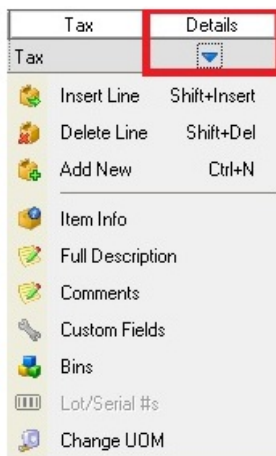 Tax Details
Tax
Insert Line Shift+Insert
Delete Line Shift+Del
Add New Ctrl+N
Item Info
Full Description
Comments
Custom Fields
Bins
Lot/Serial #s
Change UOM